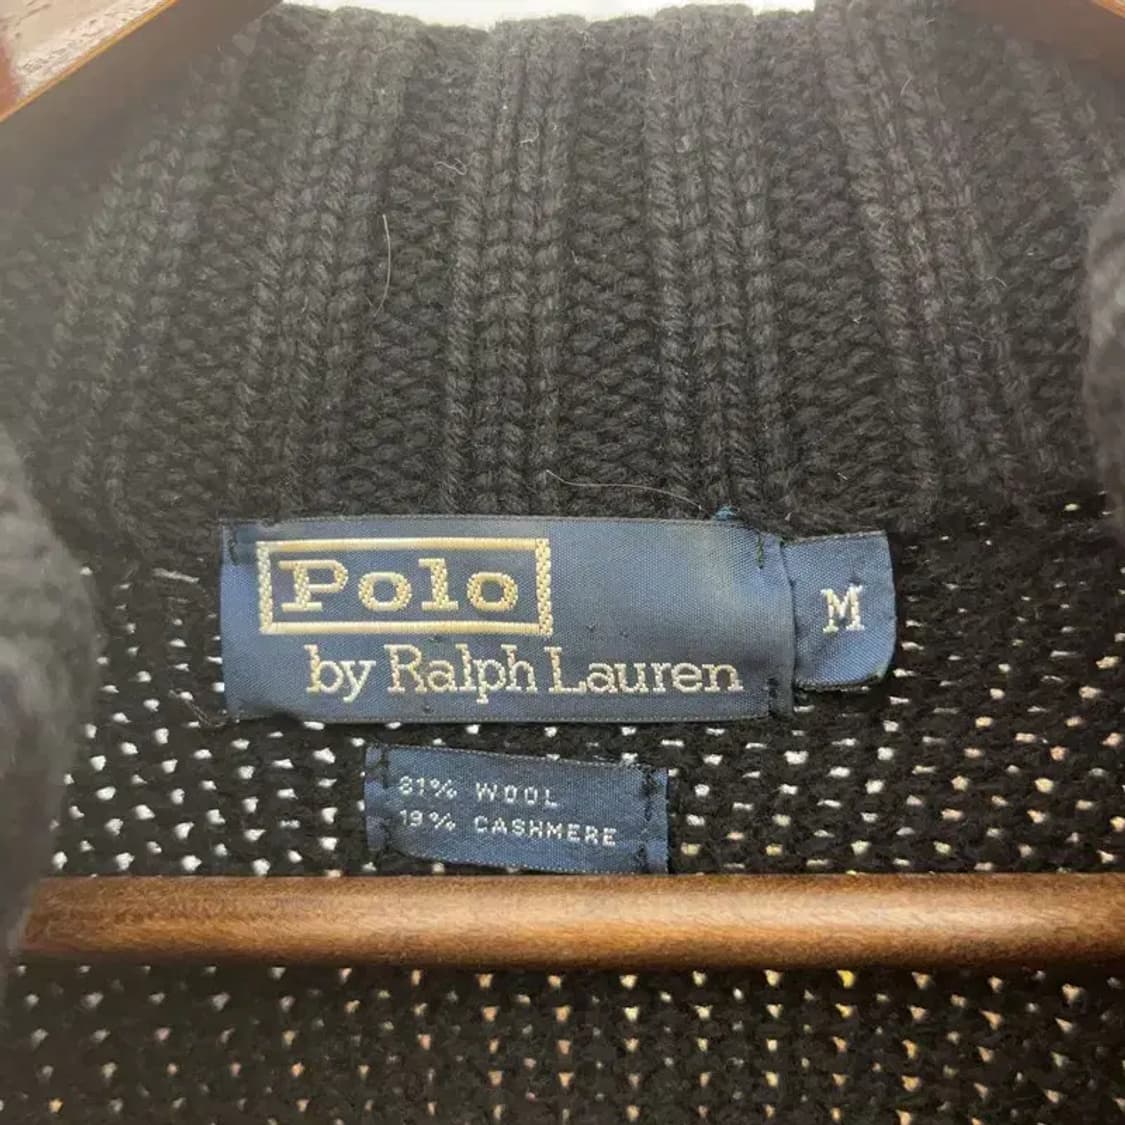 Polo
by Ralph Lauren
M
81% WOOL
19% CASHMERE